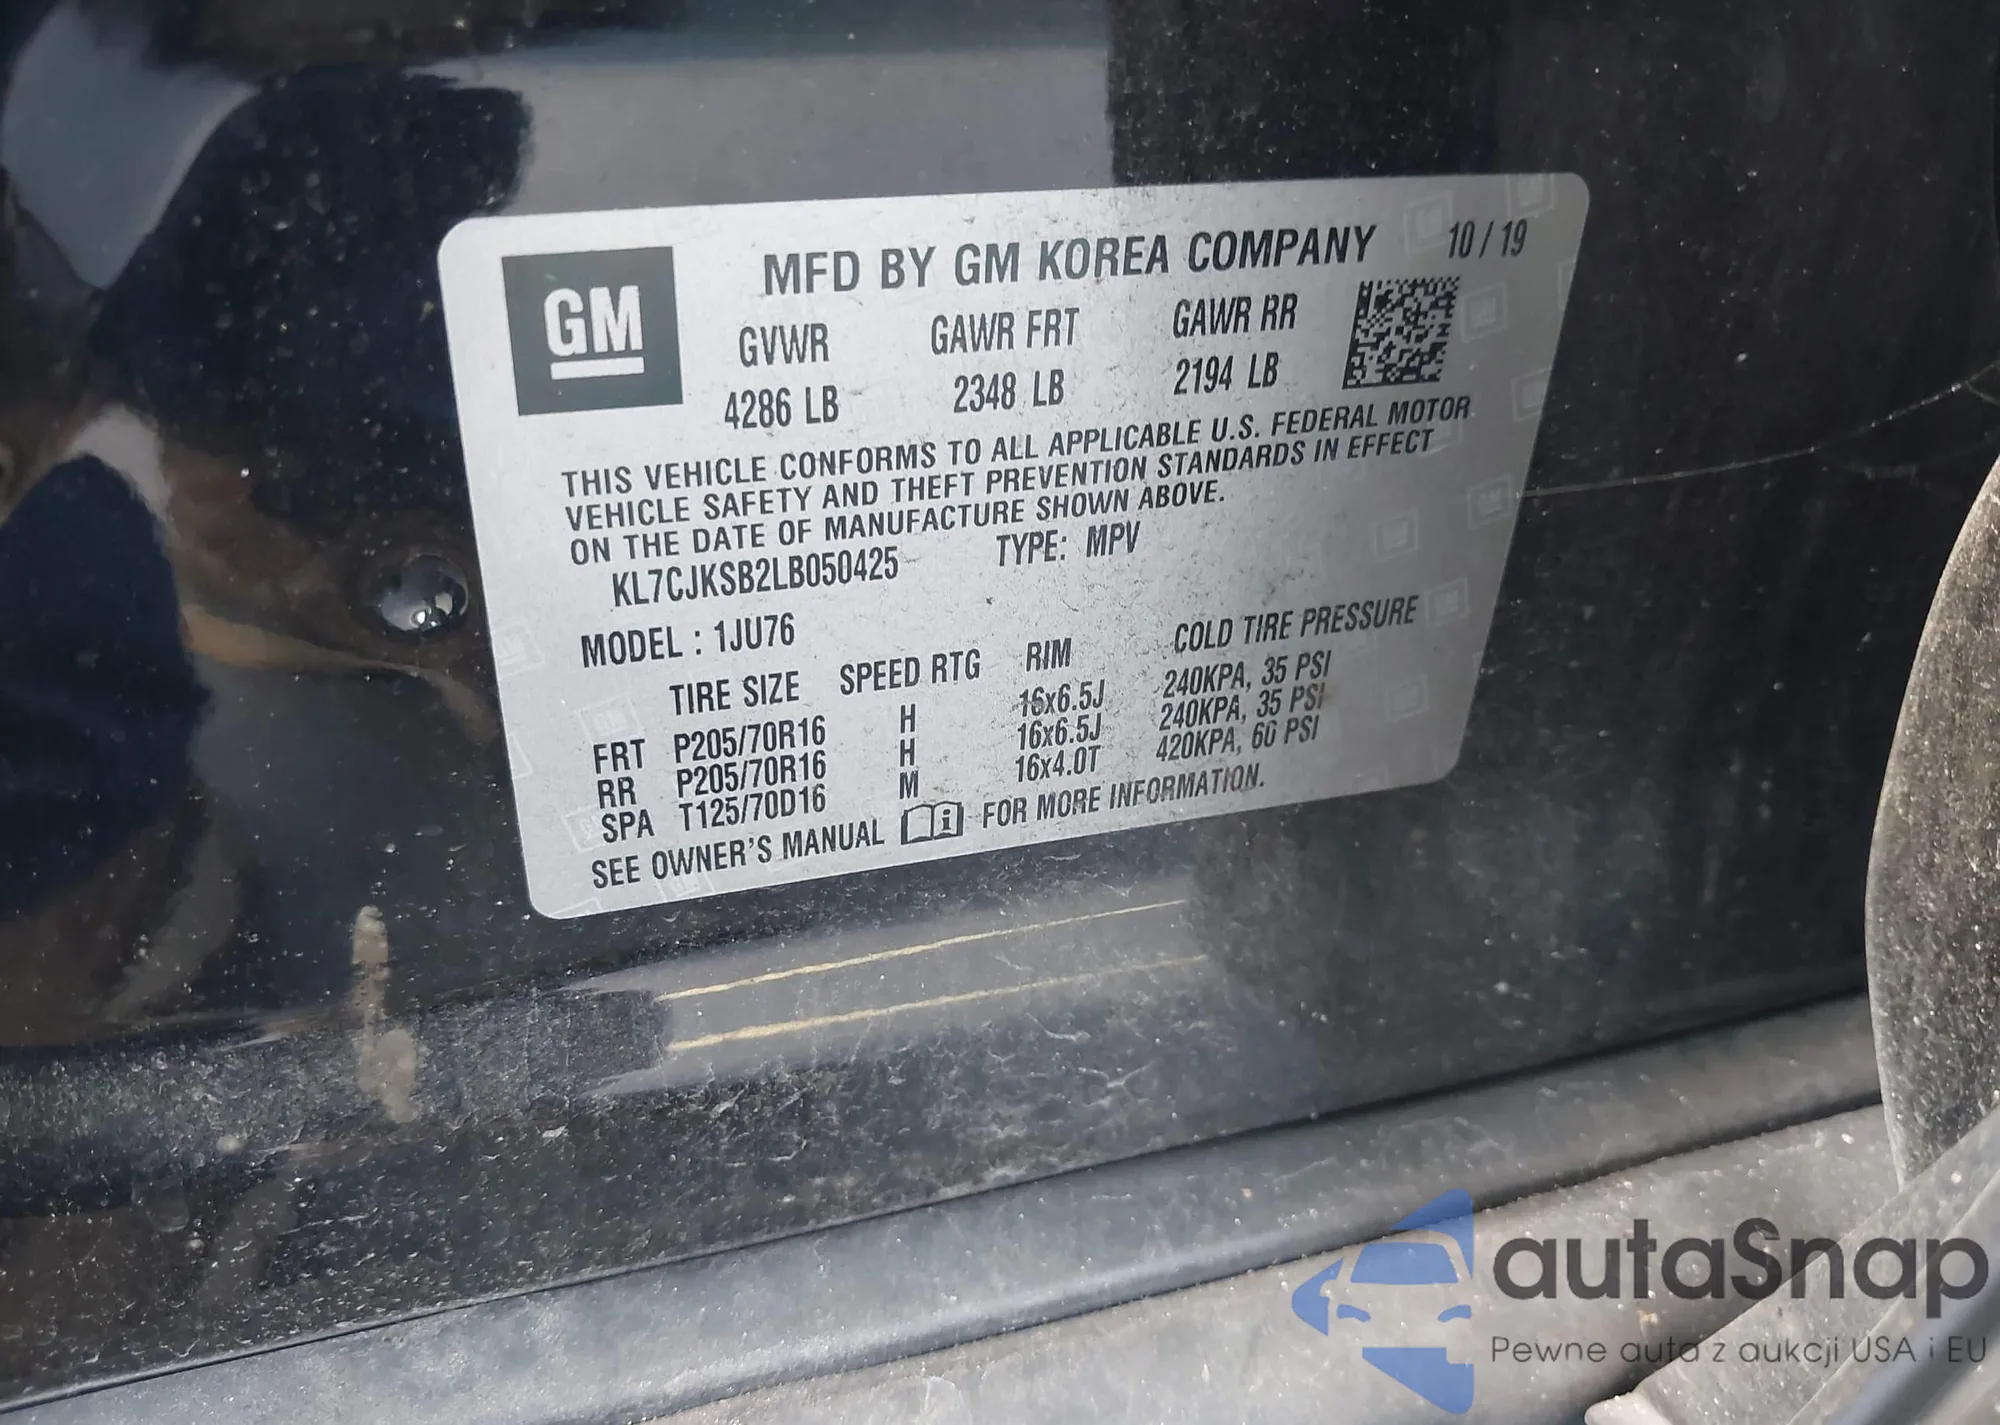 GM
MFD BY GM KOREA COMPANY 10 / 19
GVWR GAWR FRT GAWR RR
4286 LB 2348 LB 2194 LB
THIS VEHICLE CONFORMS TO ALL APPLICABLE U.S. FEDERAL MOTOR
VEHICLE SAFETY AND THEFT PREVENTION STANDARDS IN EFFECT
ON THE DATE OF MANUFACTURE SHOWN ABOVE.
KL7CJKSB2LB050425 TYPE: MPV
MODEL : 1JU76
TIRE SIZE SPEED RTG RIM COLD TIRE PRESSURE
FRT P205/70R16 H 16x6.5J 240KPA, 35 PSI
RR P205/70R16 H 16x6.5J 240KPA, 35 PSI
SPA T125/70D16 M 16x4.0T 420KPA, 60 PSI
SEE OWNER'S MANUAL i FOR MORE INFORMATION.
autaSnap
Pewne auta z aukcji USA i EU